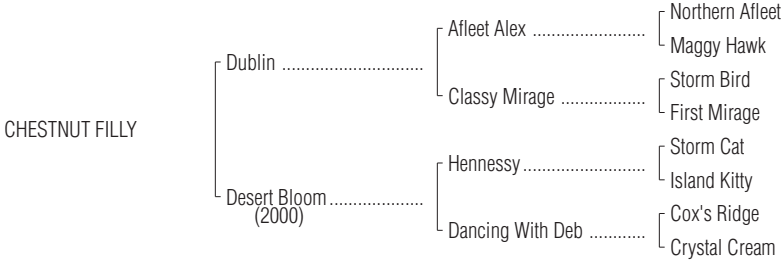 Northern Afleet
Afleet Alex ........................
Maggy Hawk
Dublin ..............................
Storm Bird
Classy Mirage ..................
First Mirage
CHESTNUT FILLY
Storm Cat
Hennessy..........................
Island Kitty
Desert Bloom....................
(2000)
Cox's Ridge
Dancing With Deb ............
Crystal Cream